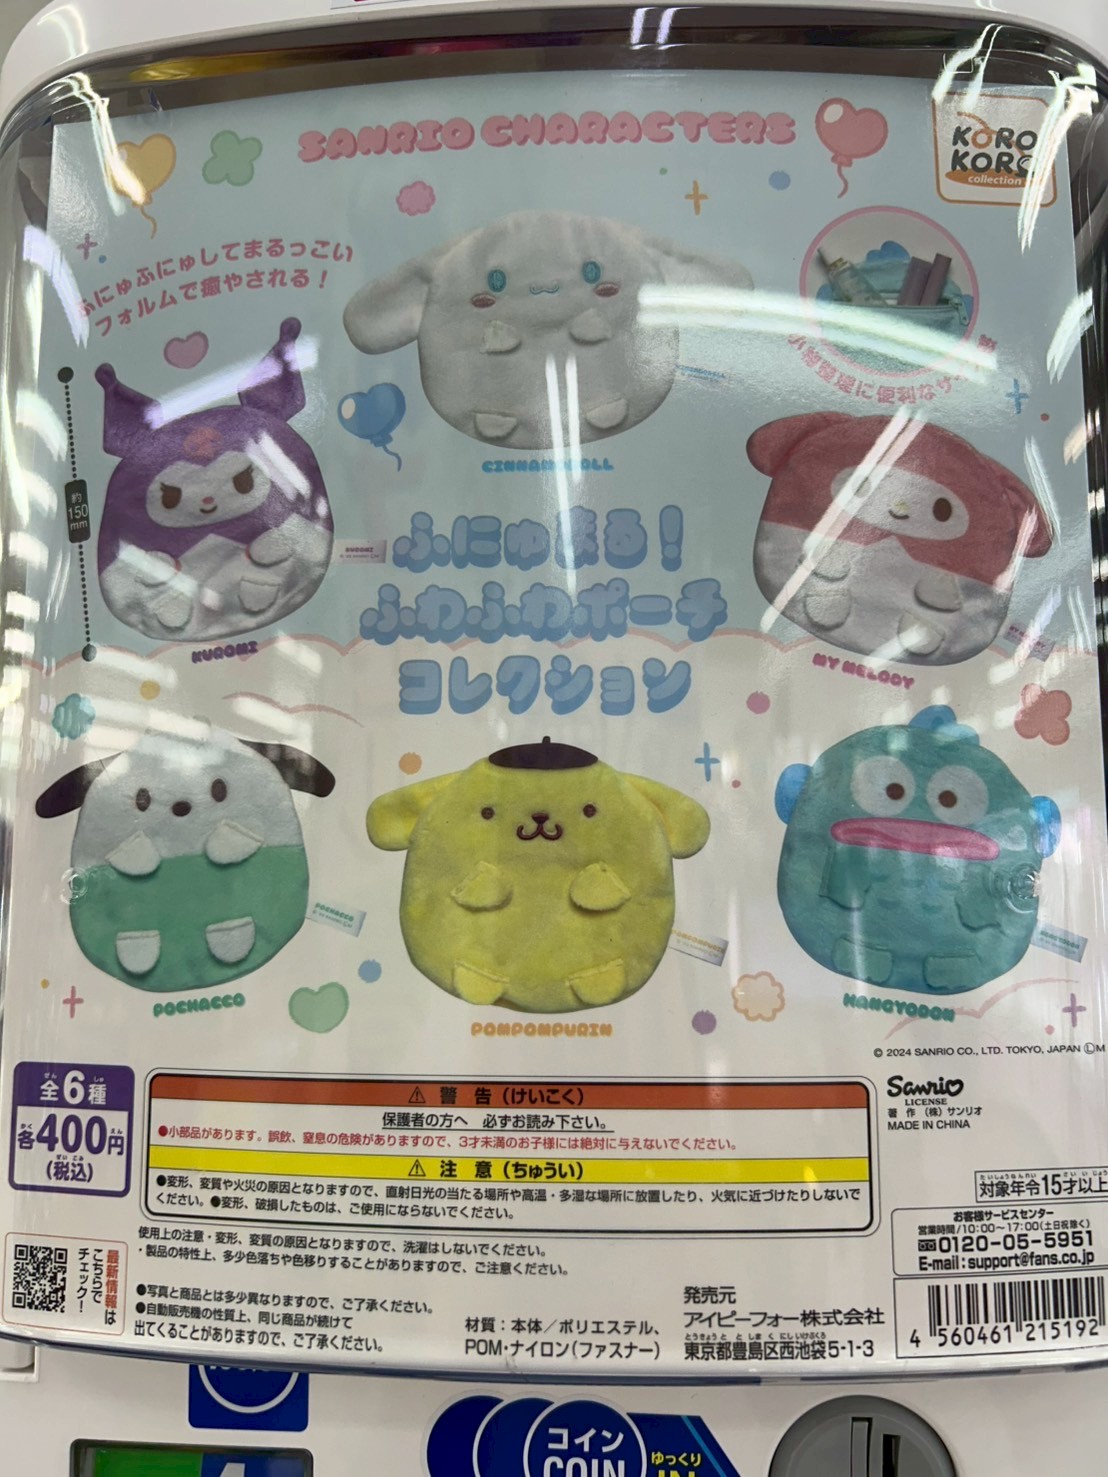 SANRIO CHARACTERS
KORO
KORO
collection
ふにゅふにゅしてまるっこい
フォルムで癒やされる！
CINNAMOROLL
約
150
mm
KUROMI
KUROMI
ふにゅまる！
ふわふわポーチ
コレクション
MY MELODY
POCHACCO
POCHACCO
POMPOMPURIN
POMPOMPURIN
HANGYODON
HANGYODON
© 2024 SANRIO CO., LTD. TOKYO, JAPAN Ⓛ M
全6種
各400円
(税込)
⚠ 警 告（けいこく）
保護者の方へ 必ずお読み下さい。
●小部品があります。誤飲、窒息の危険がありますので、3才未満のお子様には絶対に与えないでください。
⚠ 注 意（ちゅうい）
●変形、変質や火災の原因となりますので、直射日光の当たる場所や高温・多湿な場所に放置したり、火気に近づけたりしないで
ください。●変形、破損したものは、ご使用にならないでください。
Sanrio
LICENSE
著 作 （株）サンリオ
MADE IN CHINA
対象年令15才以上
お客様サービスセンター
営業時間/10:00〜17:00(土日祝除く)
0120-05-5951
E-mail:support@fans.co.jp
4 560461 215192
最新情報は
こちらで
チェック！
使用上の注意・変形、変質の原因となりますので、洗濯はしないでください。
・製品の特性上、多少色落ちや色移りすることがありますので、ご注意ください。
●写真と商品とは多少異なりますので、ご了承ください。
●自動販売機の性質上、同じ商品が続けて
出てくることがありますので、ご了承ください。
材質：本体／ポリエステル、
POM・ナイロン（ファスナー）
発売元
アイピーフォー株式会社
東京都豊島区西池袋5-1-3
コイン
COIN
ゆっくり
IN